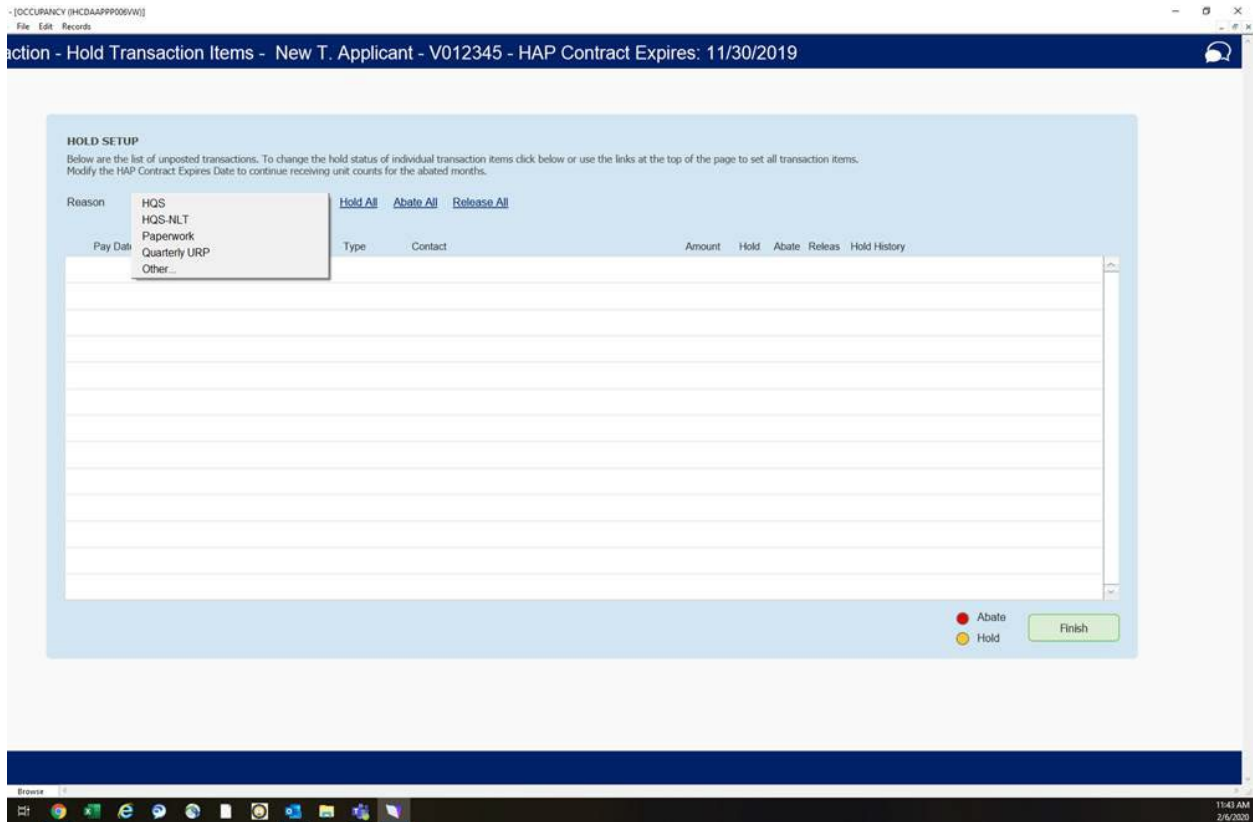 - [OCCUPANCY (IHCDAAPPP006VW)]
File Edit Records
action - Hold Transaction Items - New T. Applicant - V012345 - HAP Contract Expires: 11/30/2019
HOLD SETUP
Below are the list of unposted transactions. To change the hold status of individual transaction items click below or use the links at the top of the page to set all transaction items.
Modify the HAP Contract Expires Date to continue receiving unit counts for the abated months.
Reason Hold All Abate All Release All
HQS
HQS-NLT
Paperwork
Quarterly URP
Other...
Pay Date Type Contact Amount Hold Abate Releas Hold History
Abate
Hold
Finish
Browse
11:43 AM
2/6/2020